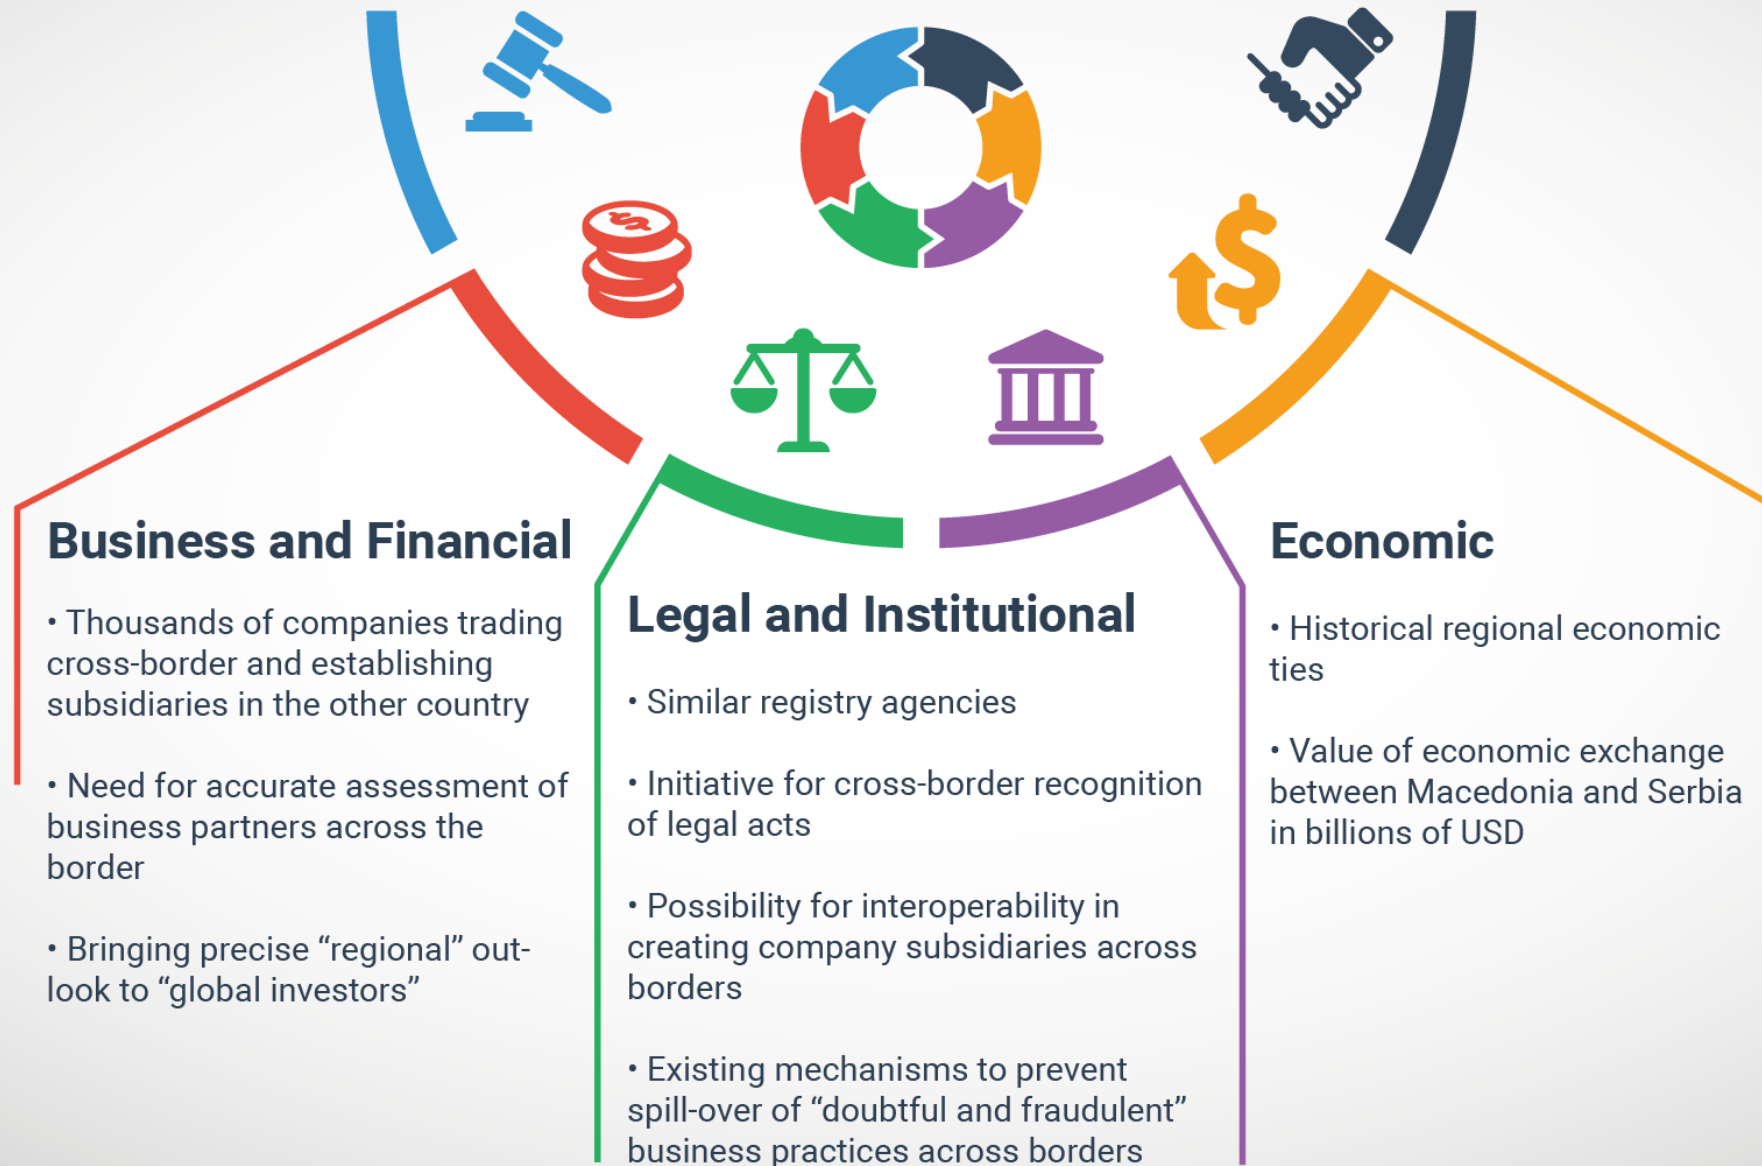 Business and Financial
• Thousands of companies trading
cross-border and establishing
subsidiaries in the other country
• Need for accurate assessment of
business partners across the
border
• Bringing precise “regional” out-
look to “global investors”
Legal and Institutional
• Similar registry agencies
• Initiative for cross-border recognition
of legal acts
• Possibility for interoperability in
creating company subsidiaries across
borders
• Existing mechanisms to prevent
spill-over of “doubtful and fraudulent”
business practices across borders
Economic
• Historical regional economic
ties
• Value of economic exchange
between Macedonia and Serbia
in billions of USD